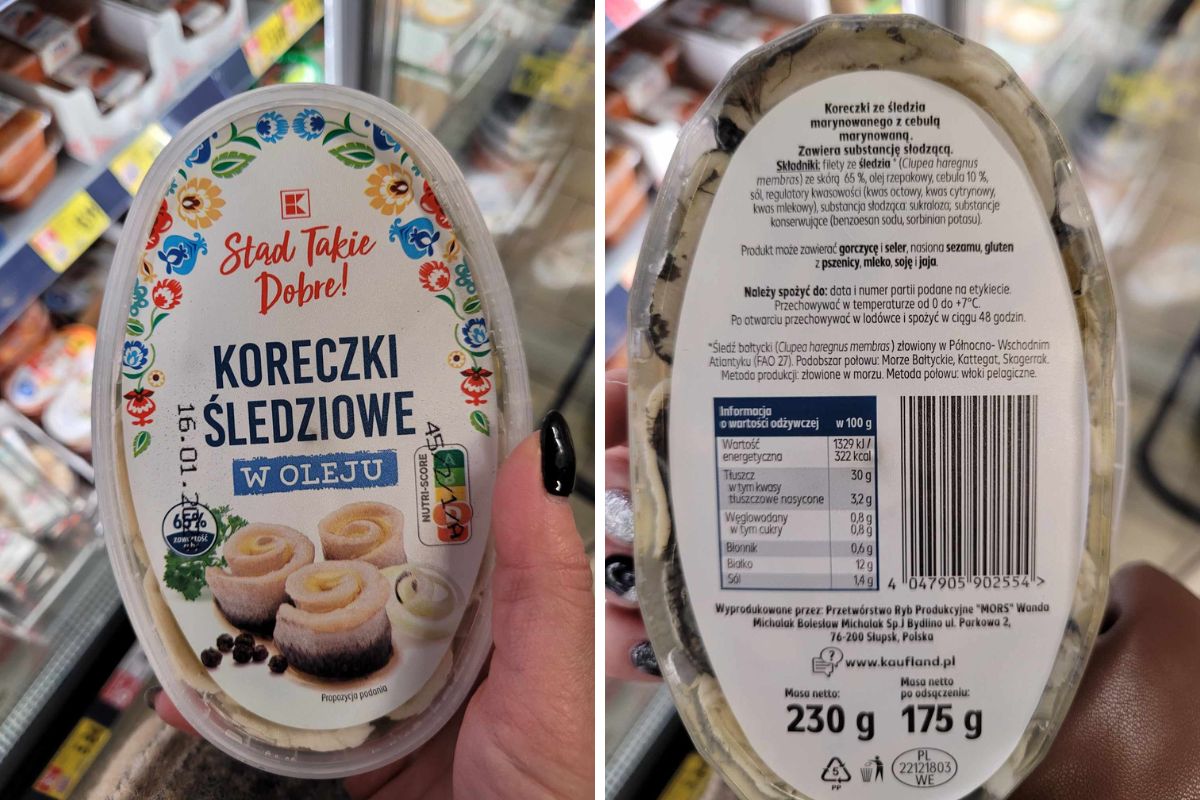 K
Stąd Takie
Dobre!
KORECZKI
ŚLEDZIOWE
W OLEJU
16.01.20
NUTRI-SCORE
65%
zawartość
Propozycja podania
Koreczki ze śledzia
marynowanego z cebulą
marynowaną.
Zawiera substancję słodzącą.
Składniki: filety ze śledzia * (Clupea haregnus
membras) ze skórą 65 %, olej rzepakowy, cebula 10 %,
sól, regulatory kwasowości (kwas octowy, kwas cytrynowy,
kwas mlekowy), substancja słodząca: sukraloza; substancje
konserwujące (benzoesan sodu, sorbinian potasu).
Produkt może zawierać gorczycę i seler, nasiona sezamu, gluten
z pszenicy, mleko, soję i jaja.
Należy spożyć do: data i numer partii podane na etykiecie.
Przechowywać w temperaturze od 0 do +7°C.
Po otwarciu przechowywać w lodówce i spożyć w ciągu 48 godzin.
*Śledź bałtycki (Clupea haregnus membras) złowiony w Północno- Wschodnim
Atlantyku (FAO 27). Podobszar połowu: Morze Bałtyckie, Kattegat, Skagerrak.
Metoda produkcji: złowione w morzu. Metoda połowu: włoki pelagiczne.
Informacja
o wartości odżywczej w 100 g
Wartość 1329 kJ /
energetyczna 322 kcal
Tłuszcz 30 g
w tym kwasy
tłuszczowe nasycone 3,2 g
Węglowodany 0,8 g
w tym cukry 0,8 g
Błonnik 0,6 g
Białko 12 g
Sól 1,4 g
4 047905 902554 >
Wyprodukowane przez: Przetwórstwo Ryb Produkcyjne "MORS" Wanda
Michalak Bolesław Michalak Sp.J Bydlino ul. Parkowa 2,
76-200 Słupsk, Polska
www.kaufland.pl
Masa netto:
230 g
Masa netto
po odsączeniu:
175 g
5
PP
PL
22121803
WE